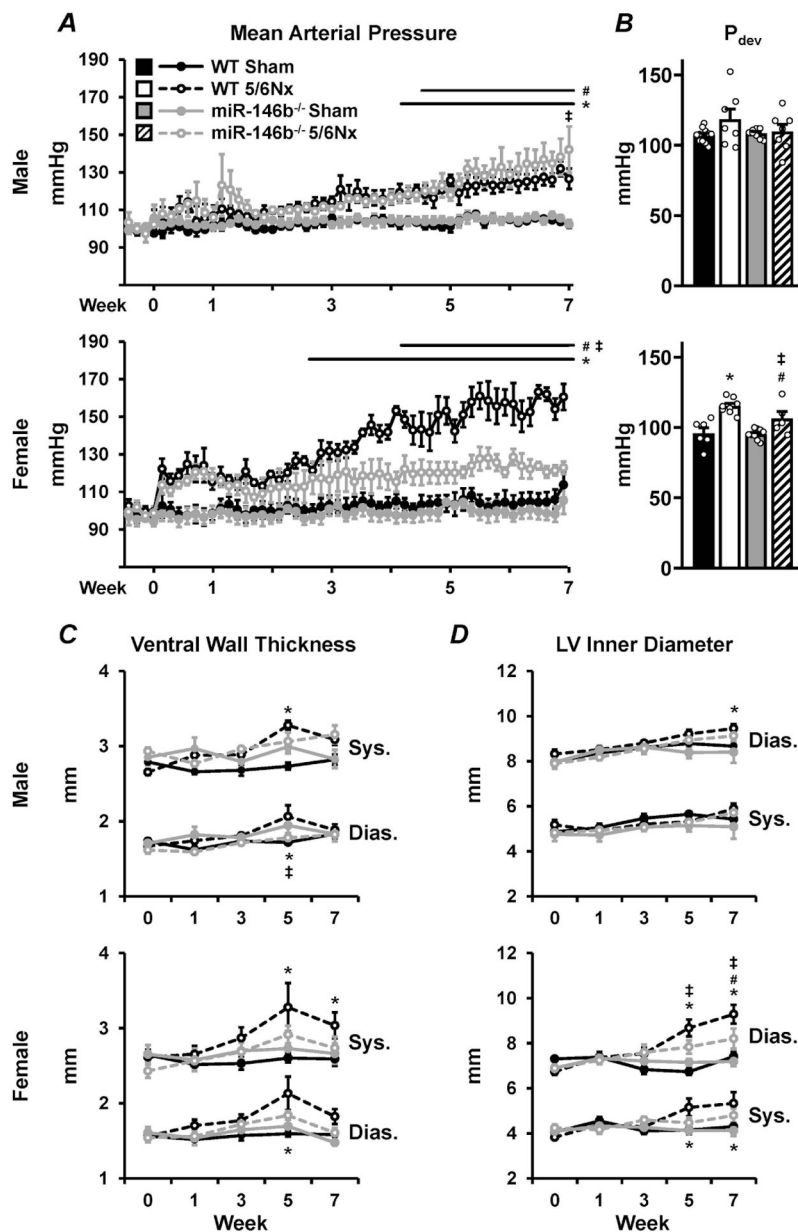 A
Mean Arterial Pressure
WT Sham
WT 5/6Nx
miR-146b-/- Sham
miR-146b-/- 5/6Nx
Male
mmHg
190
170
150
130
110
90
#
*
‡
Week
0
1
3
5
7
B
Pdev
mmHg
150
100
50
0
Female
mmHg
190
170
150
130
110
90
# ‡
*
Week
0
1
3
5
7
mmHg
150
100
50
0
*
‡
#
C
Ventral Wall Thickness
Male
mm
4
3
2
1
*
Sys.
Dias.
*
‡
0
1
3
5
7
D
LV Inner Diameter
mm
12
10
8
6
4
2
*
Dias.
Sys.
0
1
3
5
7
Female
mm
4
3
2
1
*
*
Sys.
Dias.
*
0
1
3
5
7
Week
mm
12
10
8
6
4
2
‡
*
‡
#
*
Dias.
Sys.
*
*
0
1
3
5
7
Week